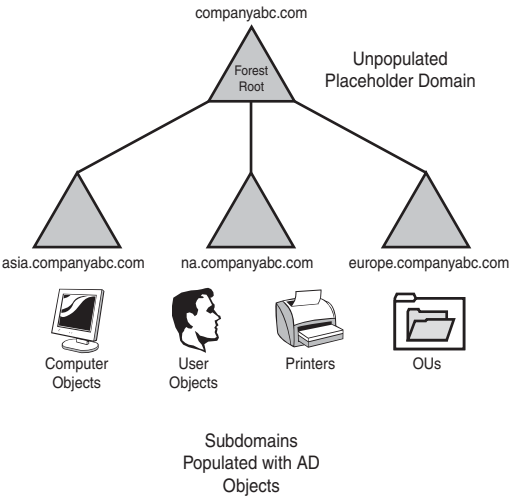 companyabc.com
Forest
Root
Unpopulated
Placeholder Domain
asia.companyabc.com
na.companyabc.com
europe.companyabc.com
Computer
Objects
User
Objects
Printers
OUs
Subdomains
Populated with AD
Objects